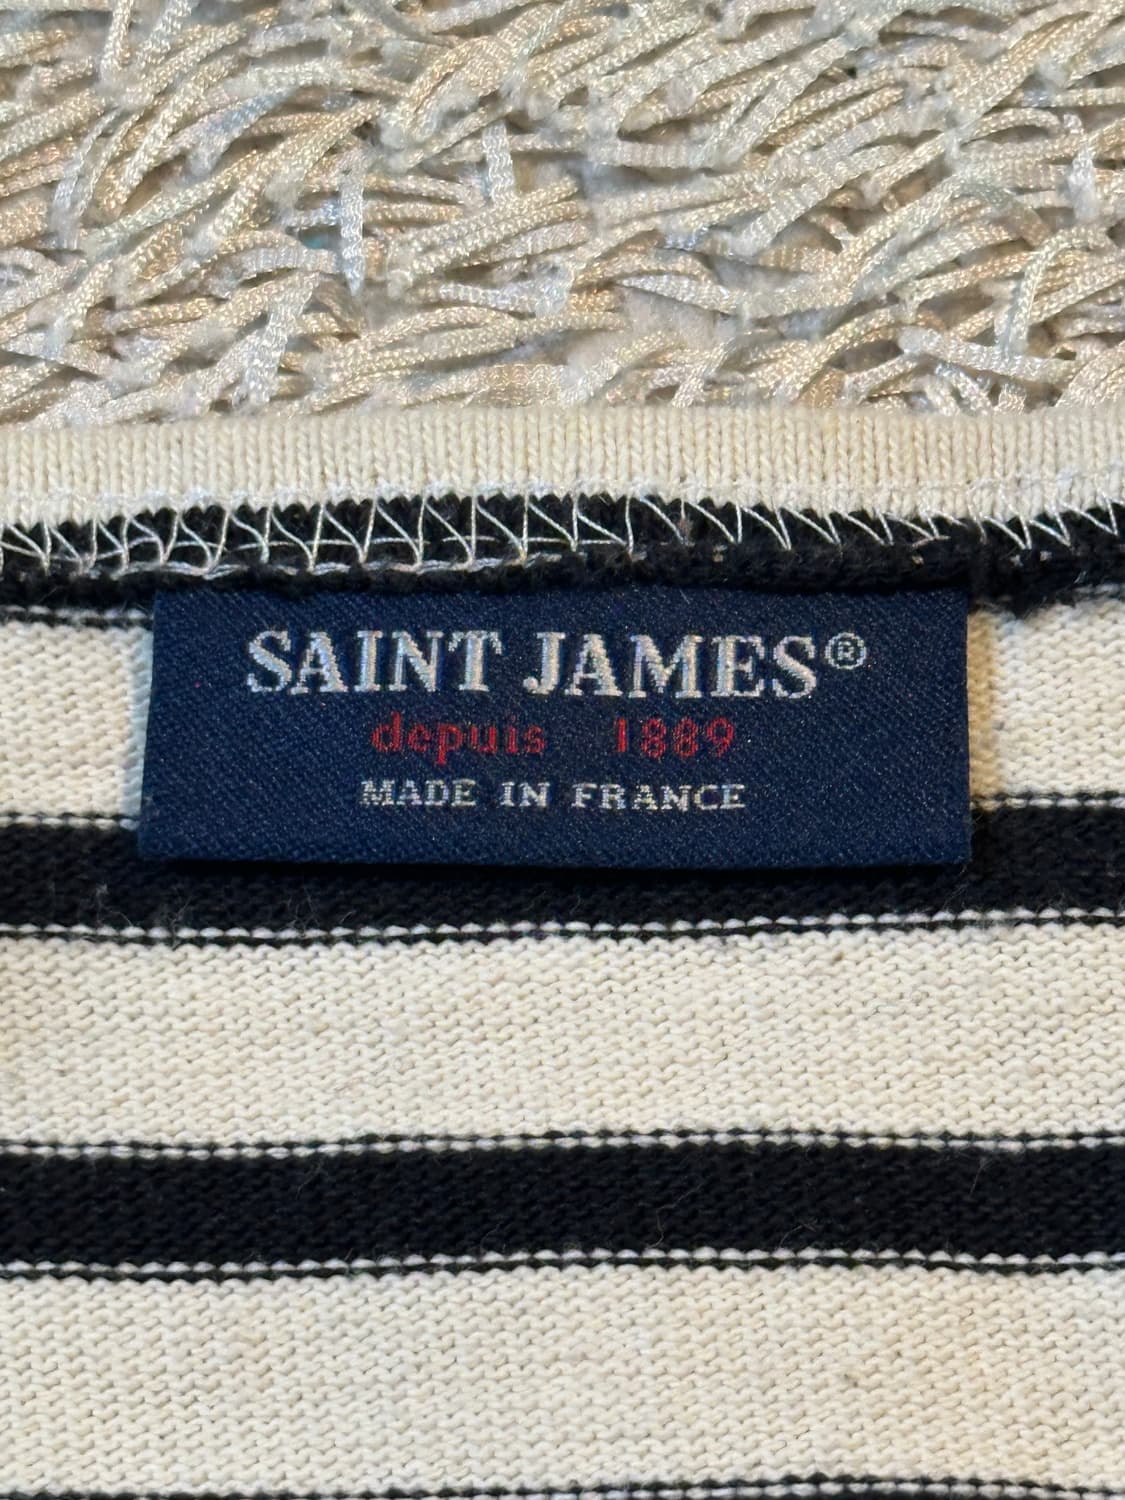 SAINT JAMES®
depuis 1889
MADE IN FRANCE